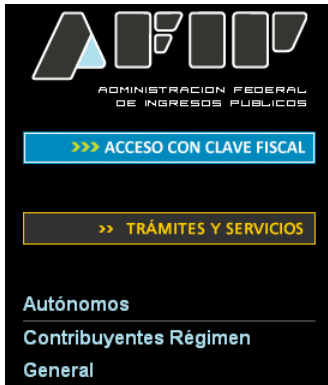 AFIP
ADMINISTRACION FEDERAL
DE INGRESOS PUBLICOS
>>> ACCESO CON CLAVE FISCAL
>> TRÁMITES Y SERVICIOS
Autónomos
Contribuyentes Régimen
General